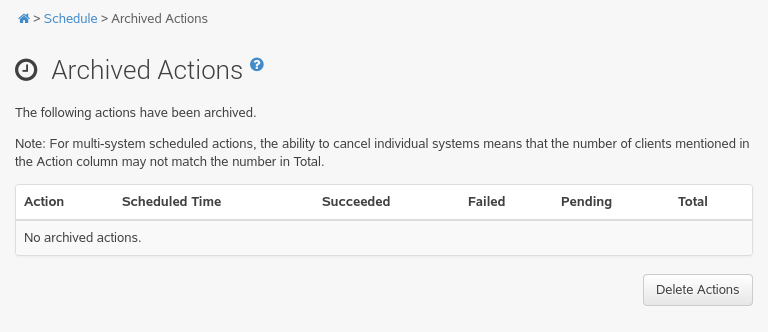 > Schedule > Archived Actions
Archived Actions ?
The following actions have been archived.
Note: For multi-system scheduled actions, the ability to cancel individual systems means that the number of clients mentioned in
the Action column may not match the number in Total.
Action Scheduled Time Succeeded Failed Pending Total
No archived actions.
Delete Actions